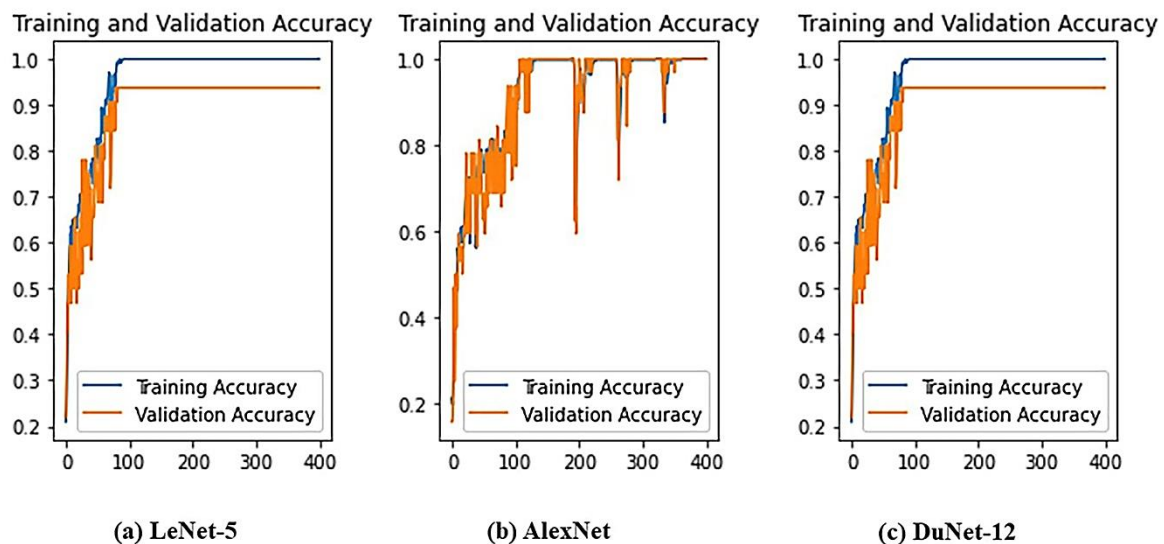 Training and Validation Accuracy
1.0
0.9
0.8
0.7
0.6
0.5
0.4
0.3
0.2
Training Accuracy
Validation Accuracy
0 100 200 300 400
(a) LeNet-5
Training and Validation Accuracy
1.0
0.8
0.6
0.4
0.2
Training Accuracy
Validation Accuracy
0 100 200 300 400
(b) AlexNet
Training and Validation Accuracy
1.0
0.9
0.8
0.7
0.6
0.5
0.4
0.3
0.2
Training Accuracy
Validation Accuracy
0 100 200 300 400
(c) DuNet-12